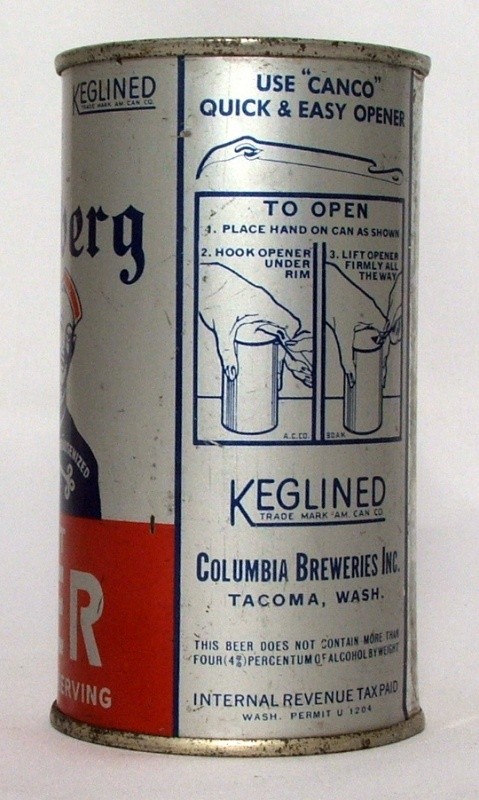 KEGLINED
TRADE MARK AM. CAN CO.
berg
ER
SERVING
USE "CANCO"
QUICK & EASY OPENER
TO OPEN
1. PLACE HAND ON CAN AS SHOWN
2. HOOK OPENER
UNDER
RIM
3. LIFT OPENER
FIRMLY ALL
THE WAY
A.C.CO.
KEGLINED
TRADE MARK AM. CAN CO.
COLUMBIA BREWERIES INC.
TACOMA, WASH.
THIS BEER DOES NOT CONTAIN MORE THAN
FOUR (4%) PERCENTUM OF ALCOHOL BY WEIGHT
INTERNAL REVENUE TAX PAID
WASH. PERMIT U 1204